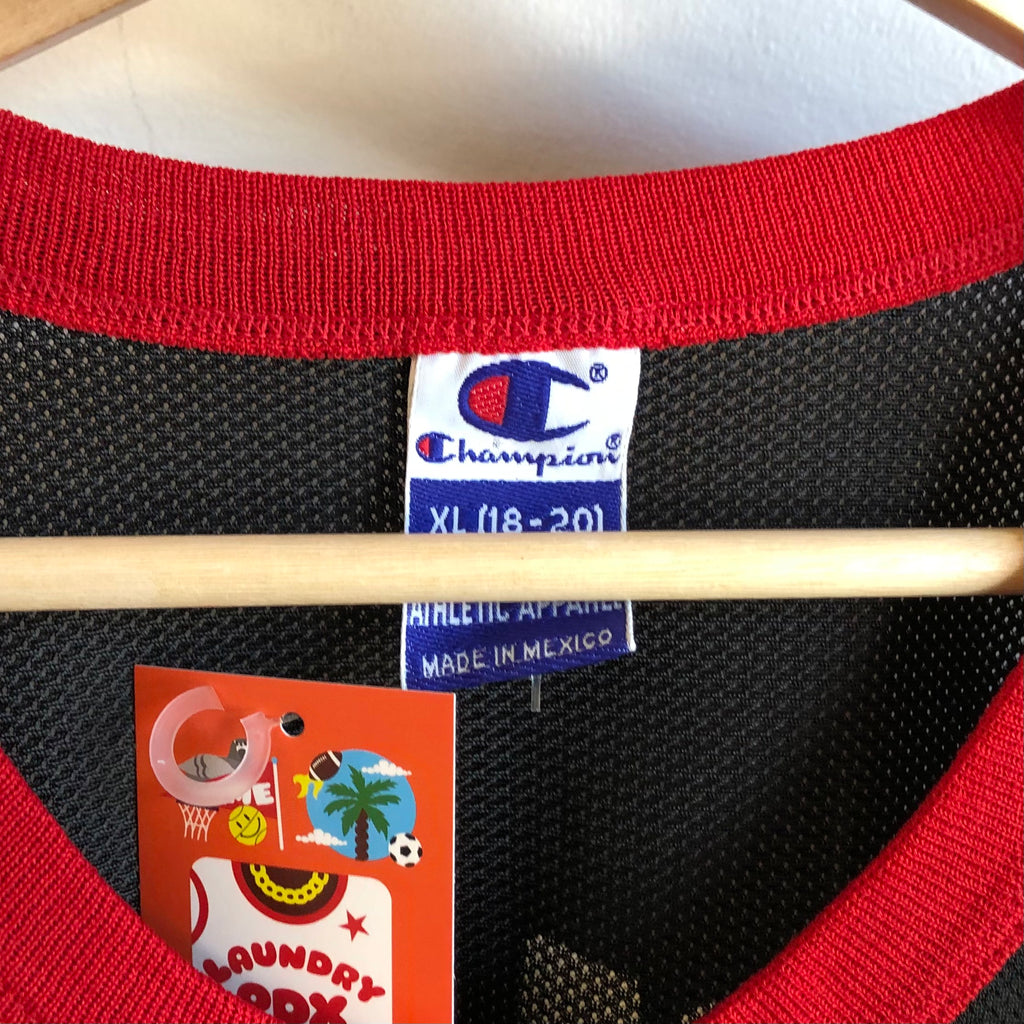 ®
Champion®
XL (18-20)
ATHLETIC APPAREL
MADE IN MEXICO
LAUNDRY